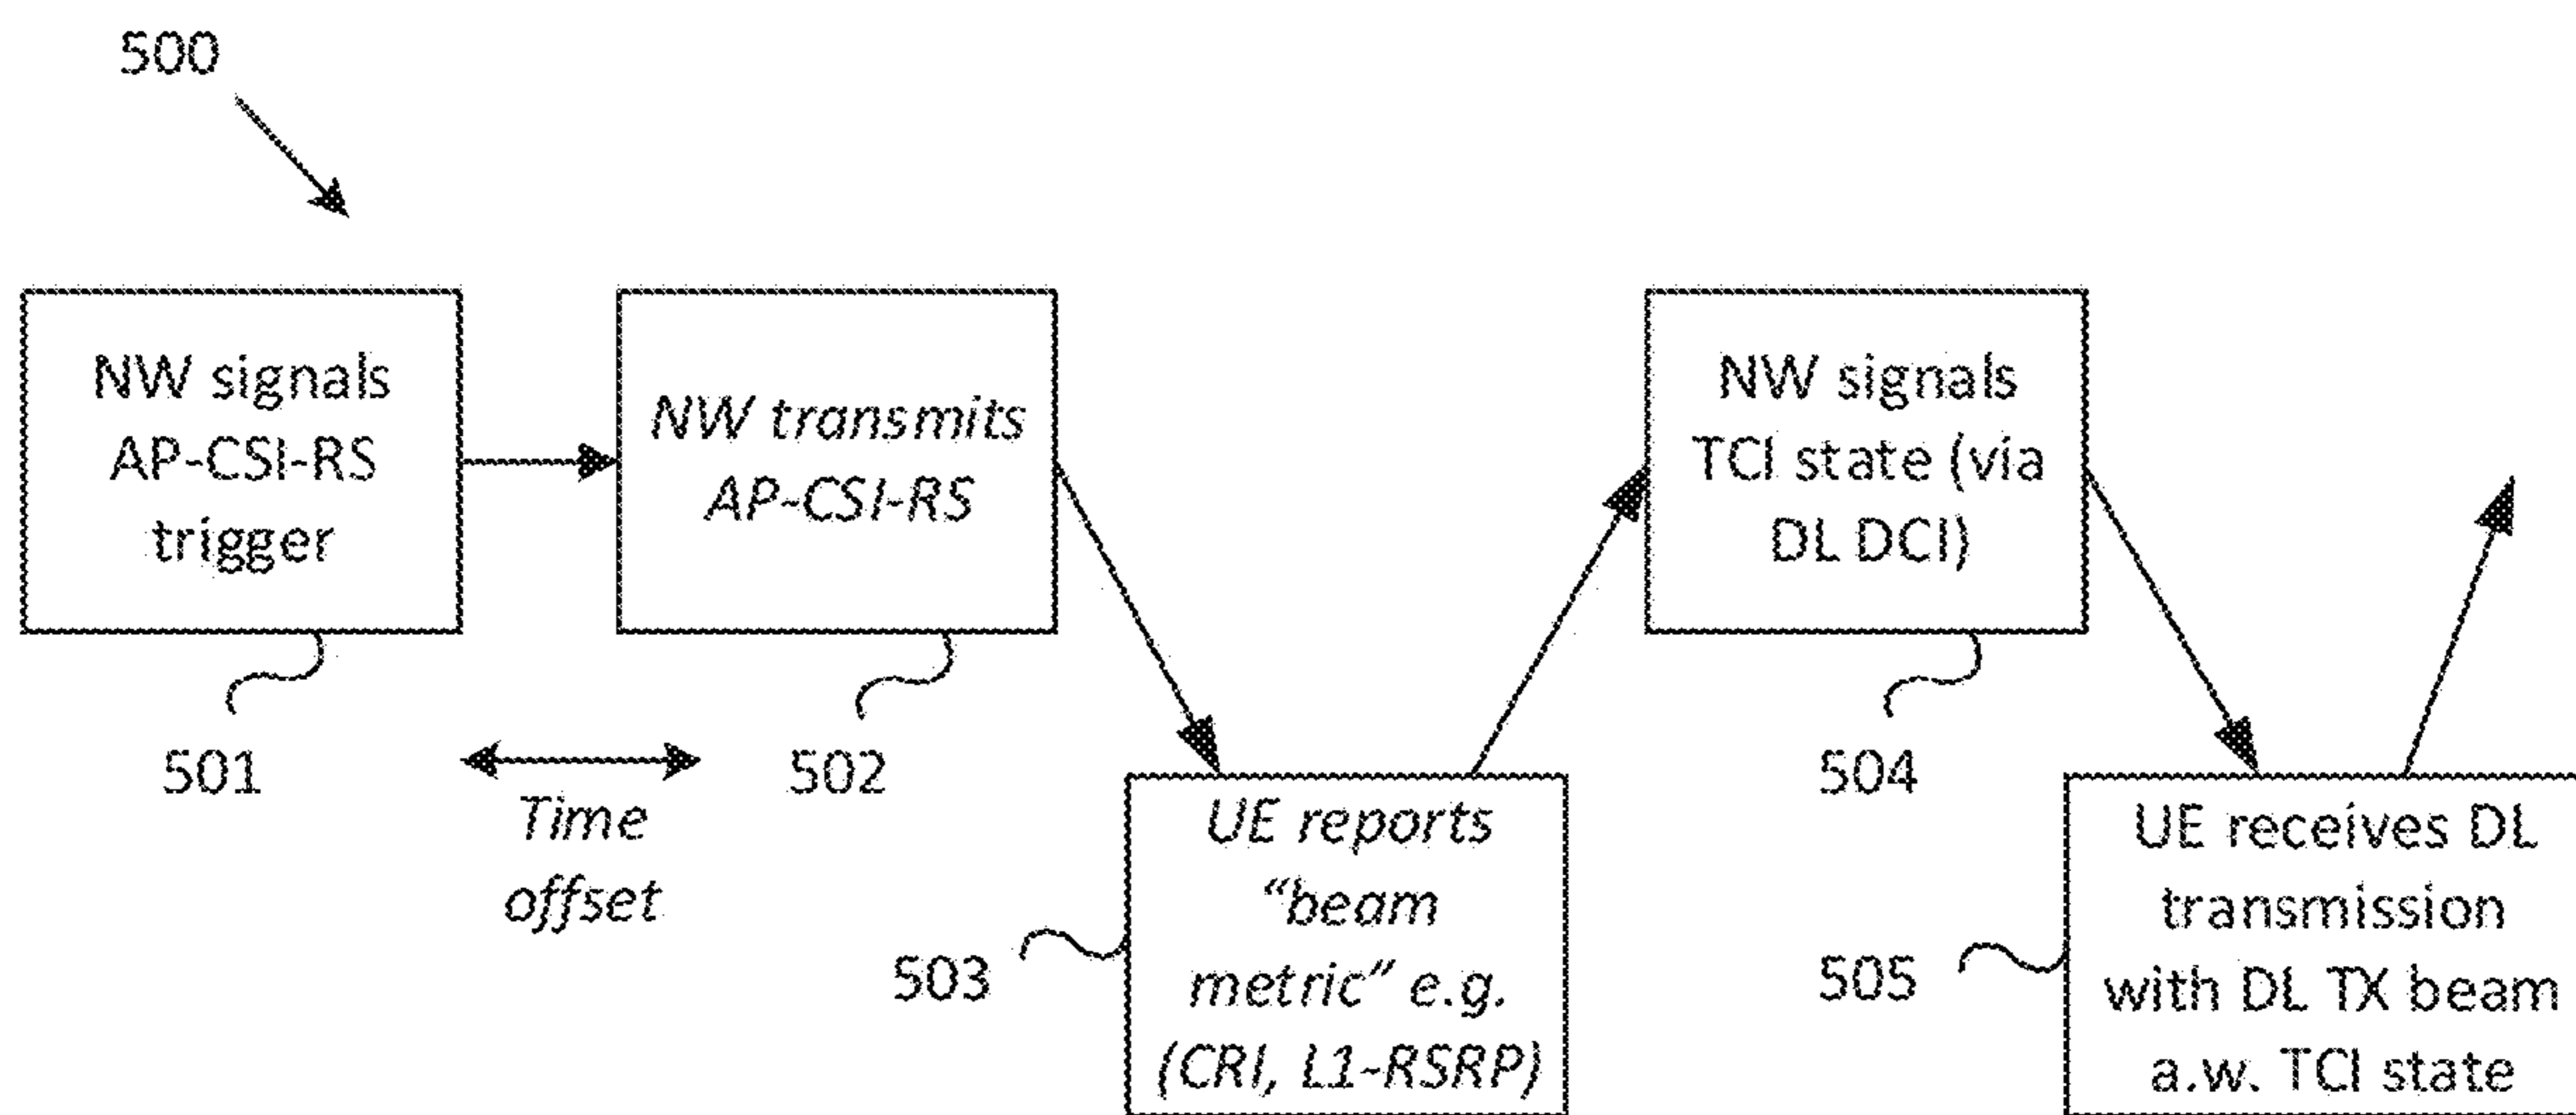 500
NW signals
AP-CSI-RS
trigger
NW transmits
AP-CSI-RS
NW signals
TCI state (via
DL DCI)
501
Time
offset
502
504
503
UE reports
“beam
metric” e.g.
(CRI, L1-RSRP)
505
UE receives DL
transmission
with DL TX beam
a.w. TCI state